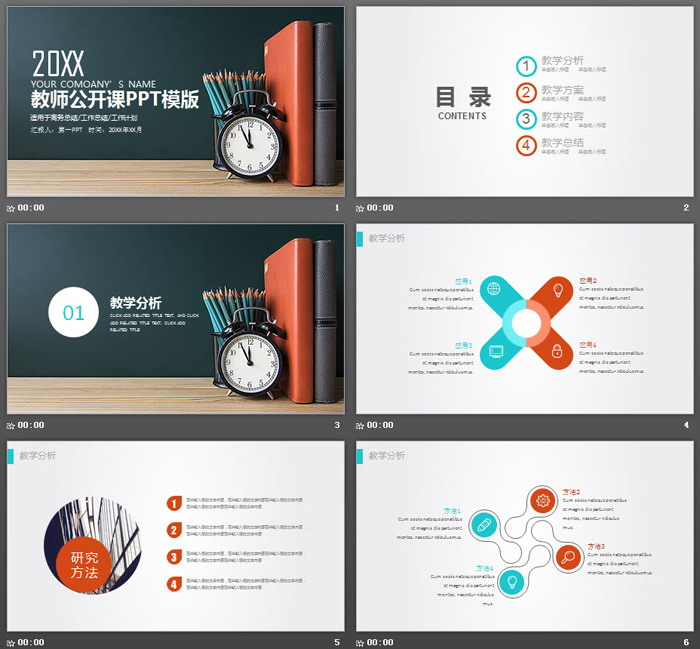 20XX
YOUR COMOANY'S NAME
教师公开课PPT模版
适用于商务总结/工作总结/工作计划
汇报人:第一PPT 时间:20XX年XX月
00:00
1
目 录
CONTENTS
1 教学分析
2 教学方案
3 教学内容
4 教学总结
00:00
2
01
教学分析
CLICK ADD RELATED TITLE TEXT, AND CLICK
ADD RELATED TITLE TEXT, CLICK ADD
RELATED TITLE
00:00
3
教学分析
应用1
Cum sociis natoque penatibus
et magnis dis parturient
montes, nascetur ridiculus mus.
应用2
Cum sociis natoque penatibus
et magnis dis parturient
montes, nascetur ridiculus mus.
应用3
Cum sociis natoque penatibus
et magnis dis parturient
montes, nascetur ridiculus mus.
应用4
Cum sociis natoque penatibus
et magnis dis parturient
montes, nascetur ridiculus mus.
00:00
4
教学分析
研究
方法
1
2
3
4
00:00
5
教学分析
方法1
Cum sociis natoque penatibus
et magnis dis parturient
montes, nascetur ridiculus
mus.
方法2
Cum sociis natoque penatibus
et magnis dis parturient
montes, nascetur ridiculus
mus.
方法3
Cum sociis natoque penatibus
et magnis dis parturient
montes, nascetur ridiculus mus.
方法4
Cum sociis natoque penatibus
et magnis dis parturient
montes, nascetur ridiculus
mus.
00:00
6